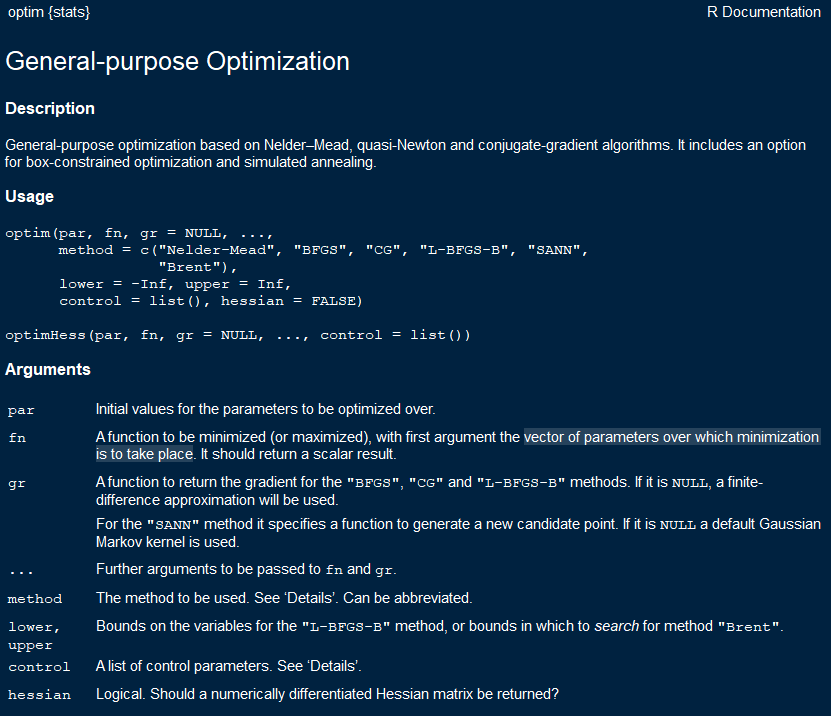 optim {stats}
R Documentation
General-purpose Optimization
Description
General-purpose optimization based on Nelder–Mead, quasi-Newton and conjugate-gradient algorithms. It includes an option
for box-constrained optimization and simulated annealing.
Usage
optim(par, fn, gr = NULL, ...,
      method = c("Nelder-Mead", "BFGS", "CG", "L-BFGS-B", "SANN",
                 "Brent"),
      lower = -Inf, upper = Inf,
      control = list(), hessian = FALSE)
optimHess(par, fn, gr = NULL, ..., control = list())
Arguments
par Initial values for the parameters to be optimized over.
fn A function to be minimized (or maximized), with first argument the vector of parameters over which minimization
is to take place. It should return a scalar result.
gr A function to return the gradient for the "BFGS", "CG" and "L-BFGS-B" methods. If it is NULL, a finite-
difference approximation will be used.
For the "SANN" method it specifies a function to generate a new candidate point. If it is NULL a default Gaussian
Markov kernel is used.
... Further arguments to be passed to fn and gr.
method The method to be used. See ‘Details’. Can be abbreviated.
lower, Bounds on the variables for the "L-BFGS-B" method, or bounds in which to search for method "Brent".
upper
control A list of control parameters. See ‘Details’.
hessian Logical. Should a numerically differentiated Hessian matrix be returned?